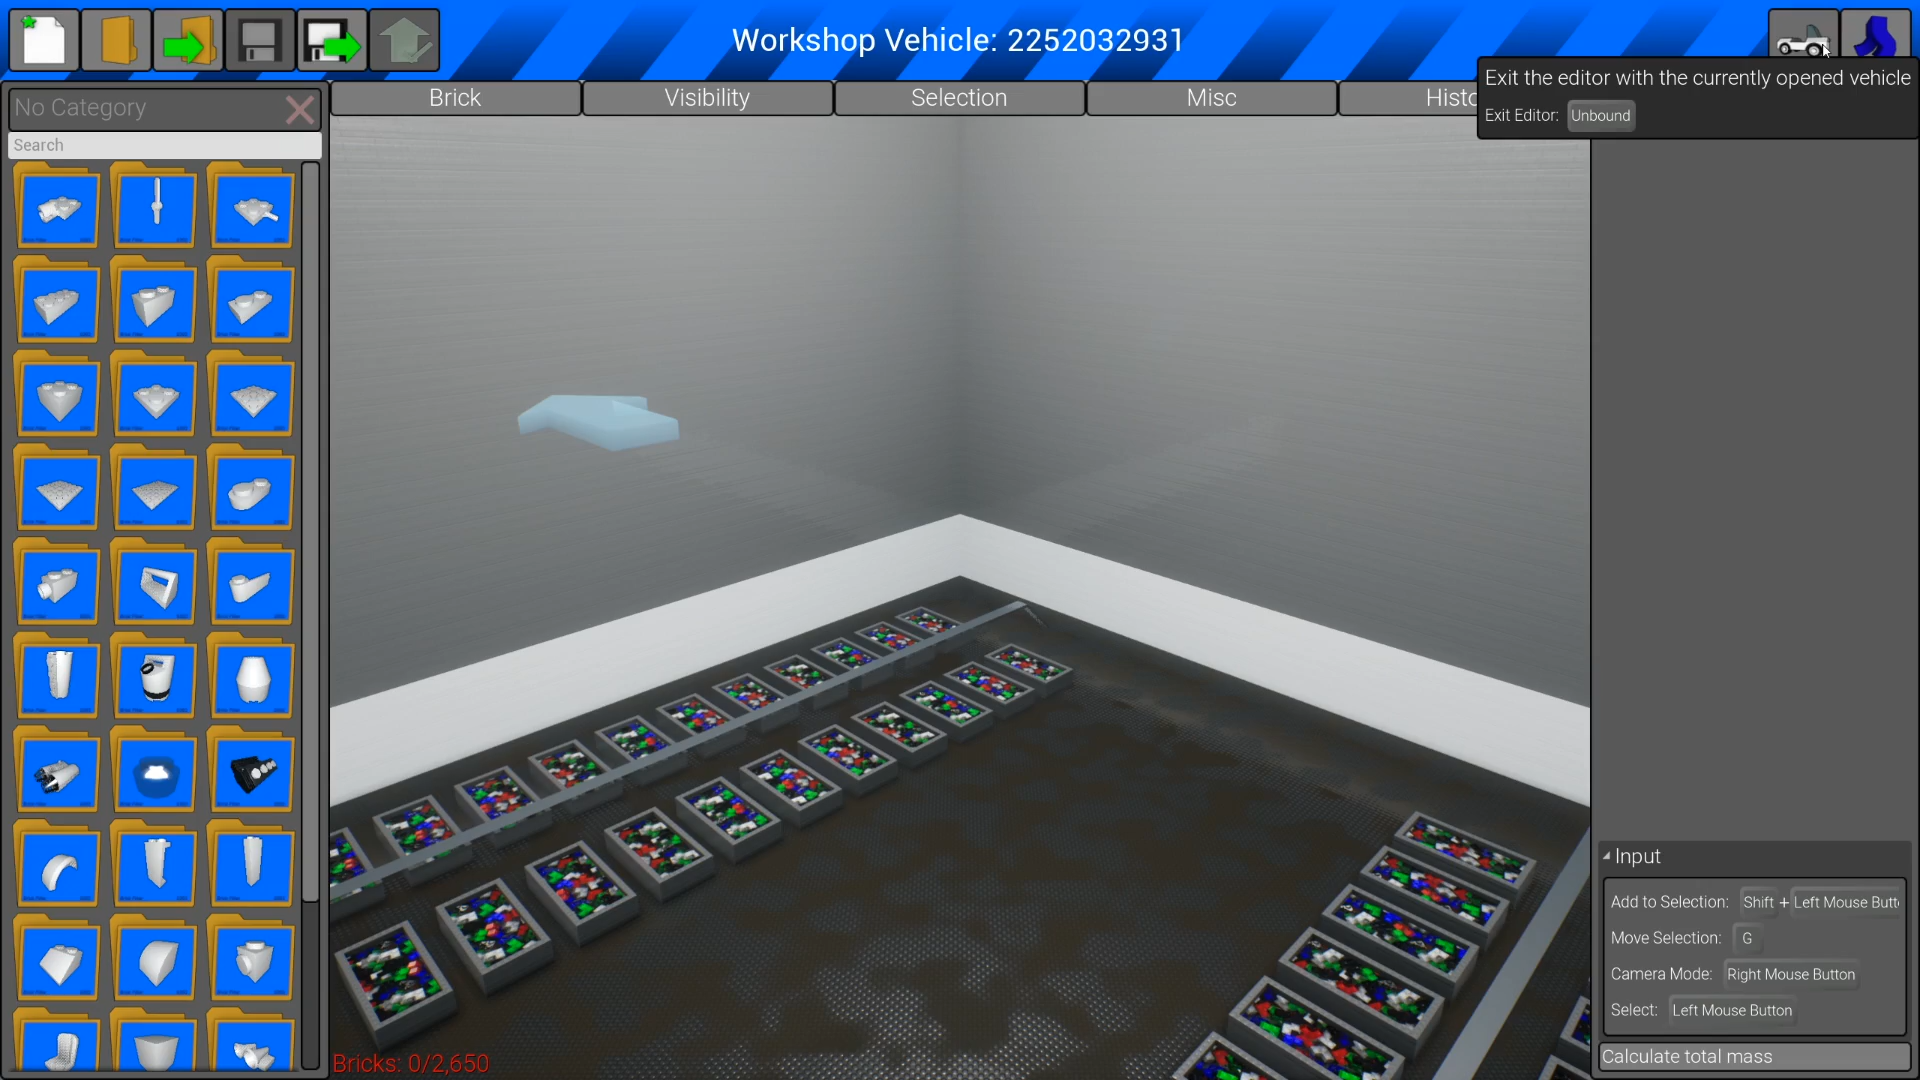 Workshop Vehicle: 2252032931
Exit the editor with the currently opened vehicle
Exit Editor: Unbound
No Category
Search
Brick
Visibility
Selection
Misc
Input
Add to Selection: Shift + Left Mouse
Move Selection: G
Camera Mode: Right Mouse Button
Select: Left Mouse Button
Calculate total mass
Bricks: 0/2,650